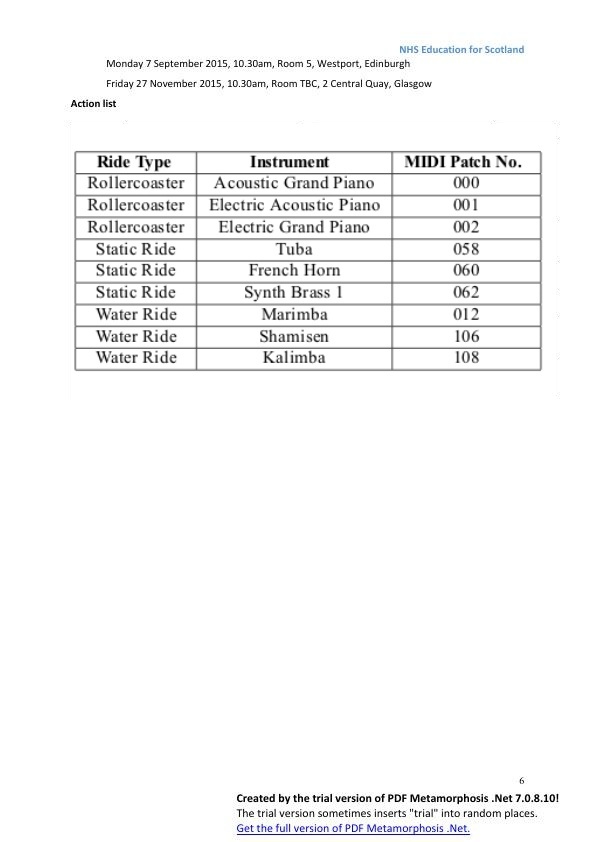 NHS Education for Scotland
Monday 7 September 2015, 10.30am, Room 5, Westport, Edinburgh
Friday 27 November 2015, 10.30am, Room TBC, 2 Central Quay, Glasgow
Action list
Ride Type Instrument MIDI Patch No.
Rollercoaster Acoustic Grand Piano 000
Rollercoaster Electric Acoustic Piano 001
Rollercoaster Electric Grand Piano 002
Static Ride Tuba 058
Static Ride French Horn 060
Static Ride Synth Brass 1 062
Water Ride Marimba 012
Water Ride Shamisen 106
Water Ride Kalimba 108
6
Created by the trial version of PDF Metamorphosis .Net 7.0.8.10!
The trial version sometimes inserts "trial" into random places.
Get the full version of PDF Metamorphosis .Net.